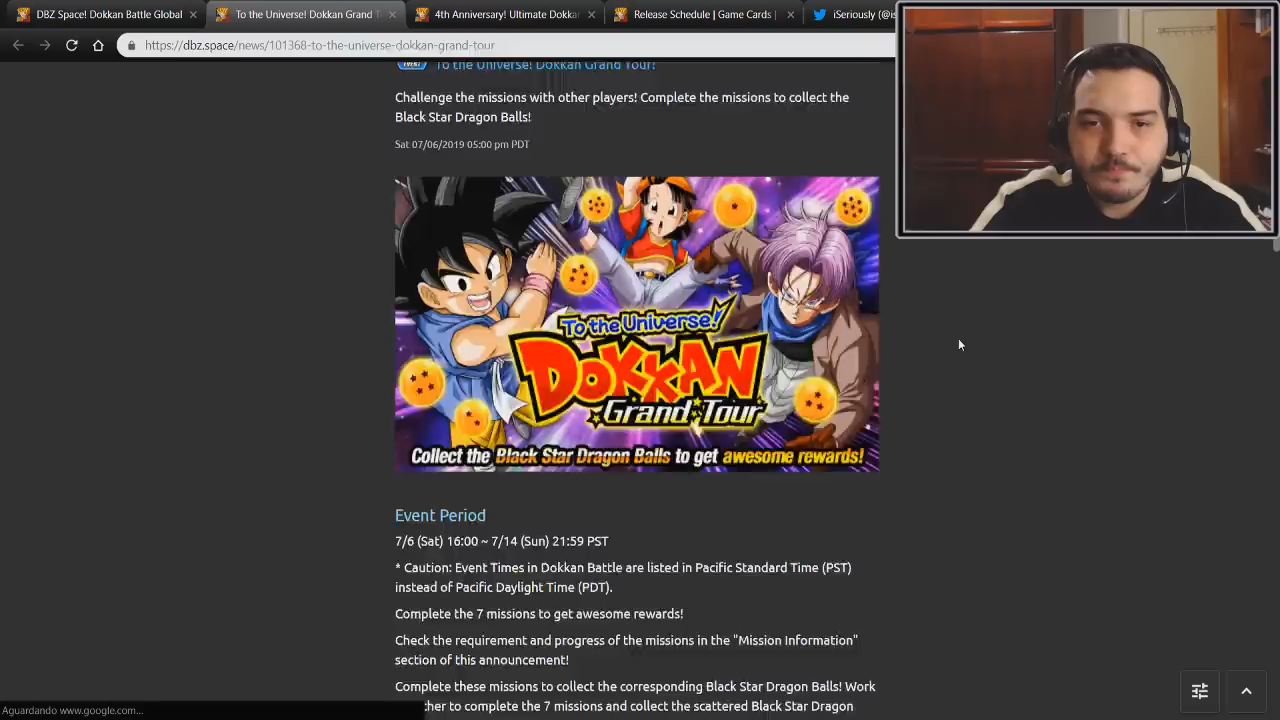 DBZ Space! Dokkan Battle Global
To the Universe! Dokkan Grand T
4th Anniversary! Ultimate Dokka
Release Schedule | Game Cards |
iSeriously (@is
https://dbz.space/news/101368-to-the-universe-dokkan-grand-tour
To the Universe! Dokkan Grand Tour!
Challenge the missions with other players! Complete the missions to collect the
Black Star Dragon Balls!
Sat 07/06/2019 05:00 pm PDT
To the Universe!
DOKKAN
Grand Tour
Collect the Black Star Dragon Balls to get awesome rewards!
Event Period
7/6 (Sat) 16:00 ~ 7/14 (Sun) 21:59 PST
* Caution: Event Times in Dokkan Battle are listed in Pacific Standard Time (PST)
instead of Pacific Daylight Time (PDT).
Complete the 7 missions to get awesome rewards!
Check the requirement and progress of the missions in the "Mission Information"
section of this announcement!
Complete these missions to collect the corresponding Black Star Dragon Balls! Work
ther to complete the 7 missions and collect the scattered Black Star Dragon
Aguardando www.google.com...